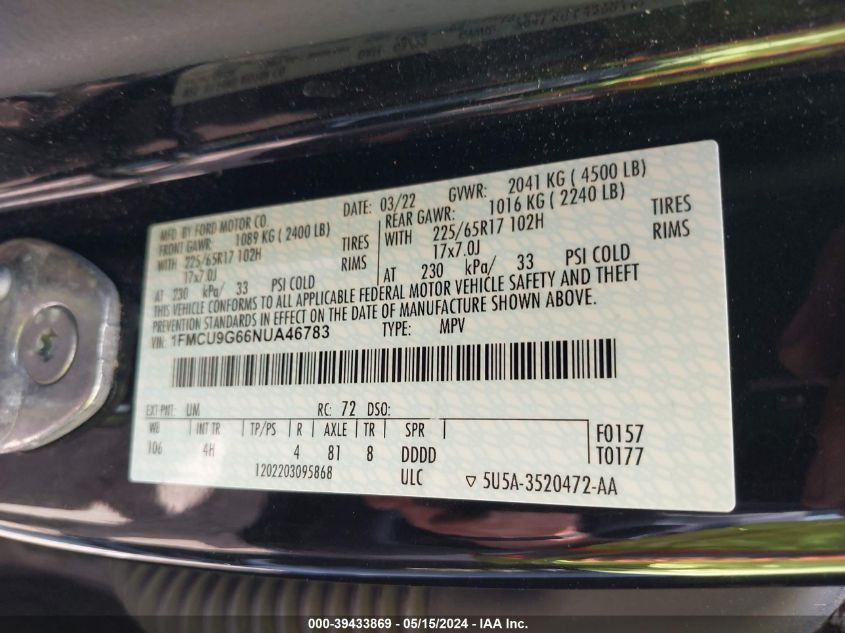 MFD. BY FORD MOTOR CO.
DATE: 03/22 GVWR: 2041 KG ( 4500 LB)
FRONT GAWR: 1089 KG ( 2400 LB)
WITH 225/65R17 102H TIRES
17x7.0J RIMS
AT 230 kPa/ 33 PSI COLD
REAR GAWR: 1016 KG ( 2240 LB)
WITH 225/65R17 102H TIRES
17x7.0J RIMS
AT 230 kPa/ 33 PSI COLD
THIS VEHICLE CONFORMS TO ALL APPLICABLE FEDERAL MOTOR VEHICLE SAFETY AND THEFT
PREVENTION STANDARDS IN EFFECT ON THE DATE OF MANUFACTURE SHOWN ABOVE.
VIN: 1FMCU9G66NUA46783 TYPE: MPV
EXT PNT: UM RC: 72 DSO:
WB INT TR TP/PS R AXLE TR SPR F0157
106 4H 4 81 8 DDDD T0177
1202203095868 ULC ▽ 5U5A-3520472-AA
000-39433869 - 05/15/2024 - IAA Inc.